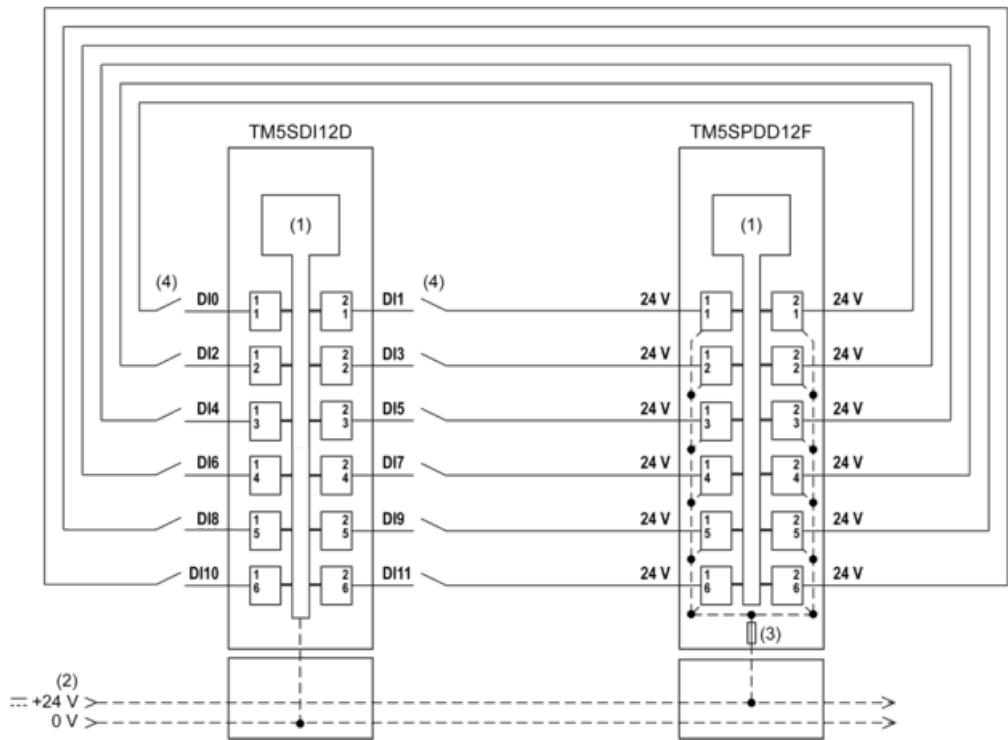 TM5SDI12D TM5SPDD12F
(1) (1)
(4) (4)
DI0 1 1 2 1 DI1 24 V 1 1 2 1 24 V
DI2 1 2 2 2 DI3 24 V 1 2 2 2 24 V
DI4 1 3 2 3 DI5 24 V 1 3 2 3 24 V
DI6 1 4 2 4 DI7 24 V 1 4 2 4 24 V
DI8 1 5 2 5 DI9 24 V 1 5 2 5 24 V
DI10 1 6 2 6 DI11 24 V 1 6 2 6 24 V
(3)
(2)
+24 V
0 V